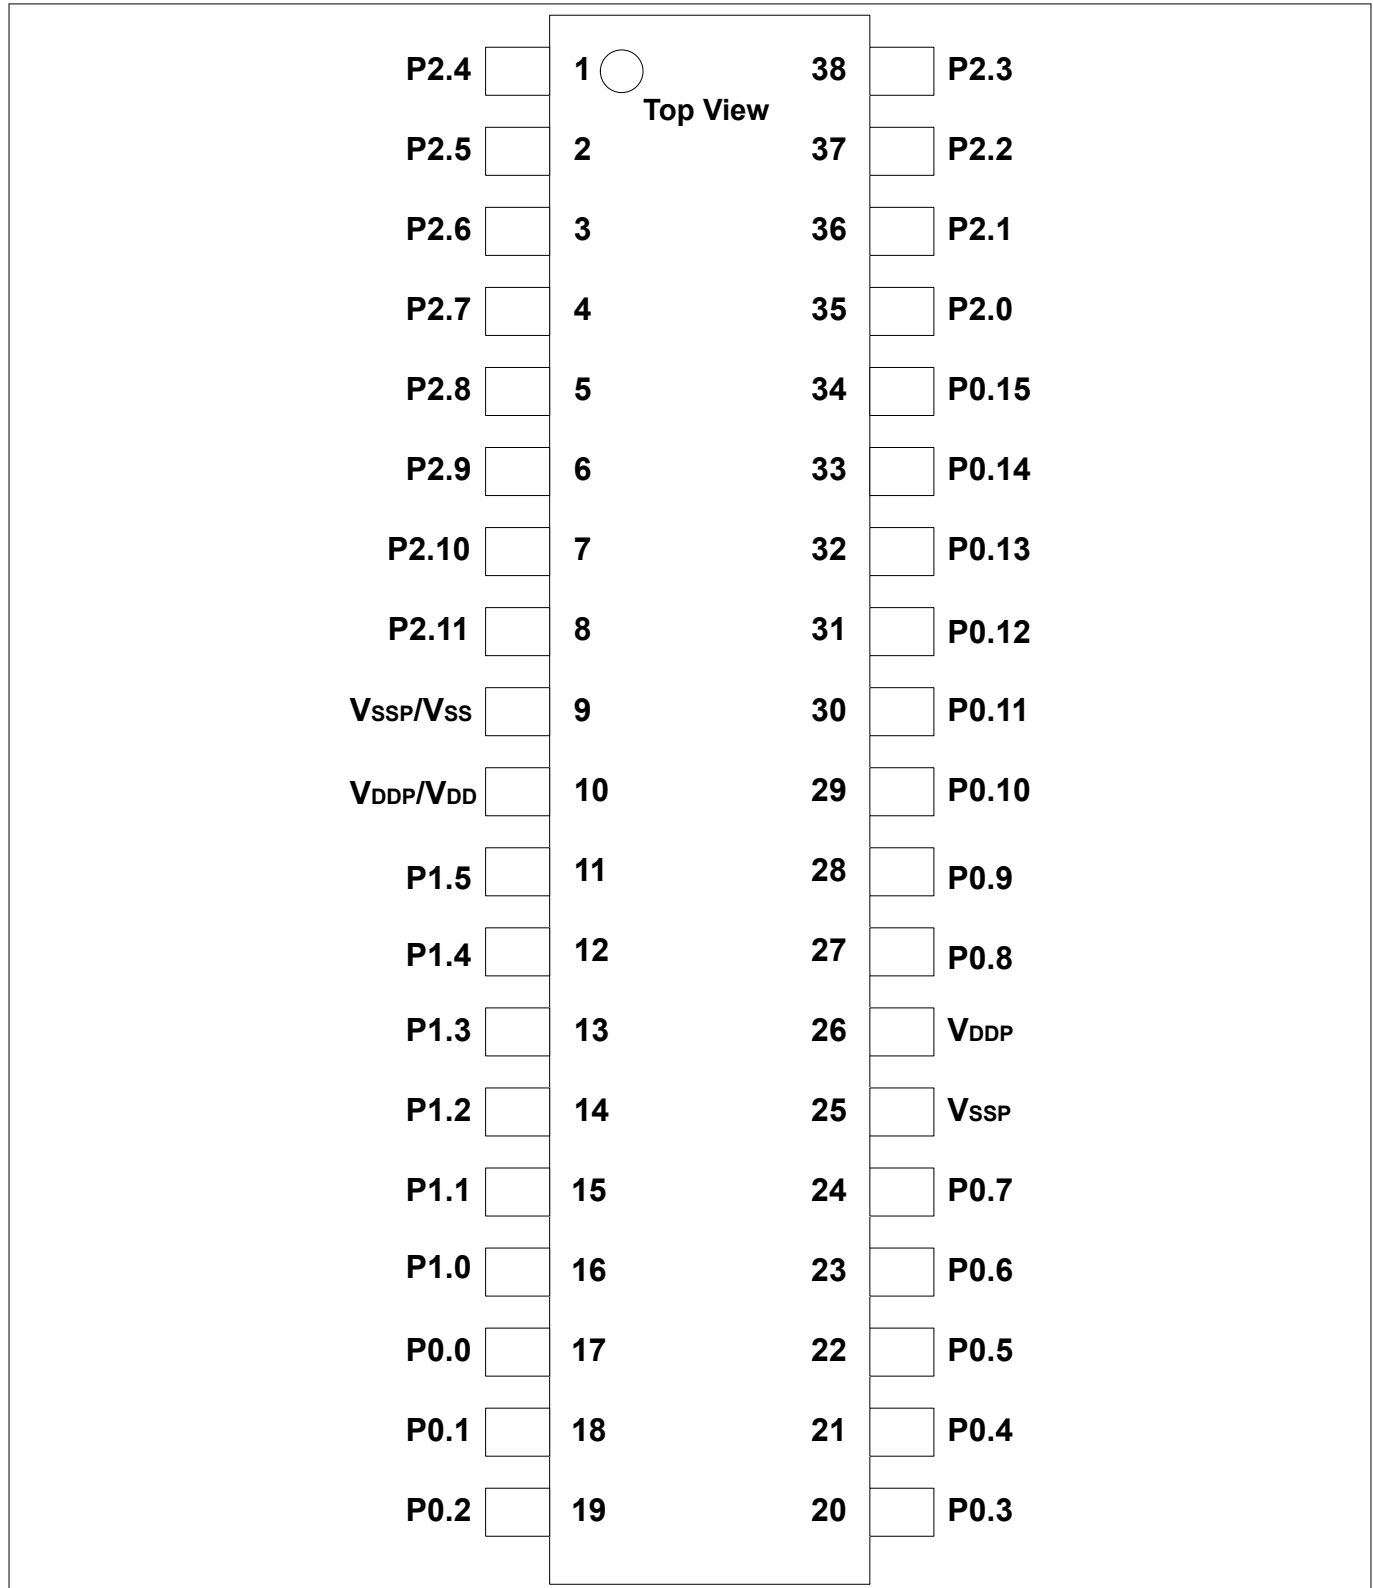 P2.4 1 38 P2.3
Top View
P2.5 2 37 P2.2
P2.6 3 36 P2.1
P2.7 4 35 P2.0
P2.8 5 34 P0.15
P2.9 6 33 P0.14
P2.10 7 32 P0.13
P2.11 8 31 P0.12
VSSP/VSS 9 30 P0.11
VDDP/VDD 10 29 P0.10
P1.5 11 28 P0.9
P1.4 12 27 P0.8
P1.3 13 26 VDDP
P1.2 14 25 VSSP
P1.1 15 24 P0.7
P1.0 16 23 P0.6
P0.0 17 22 P0.5
P0.1 18 21 P0.4
P0.2 19 20 P0.3